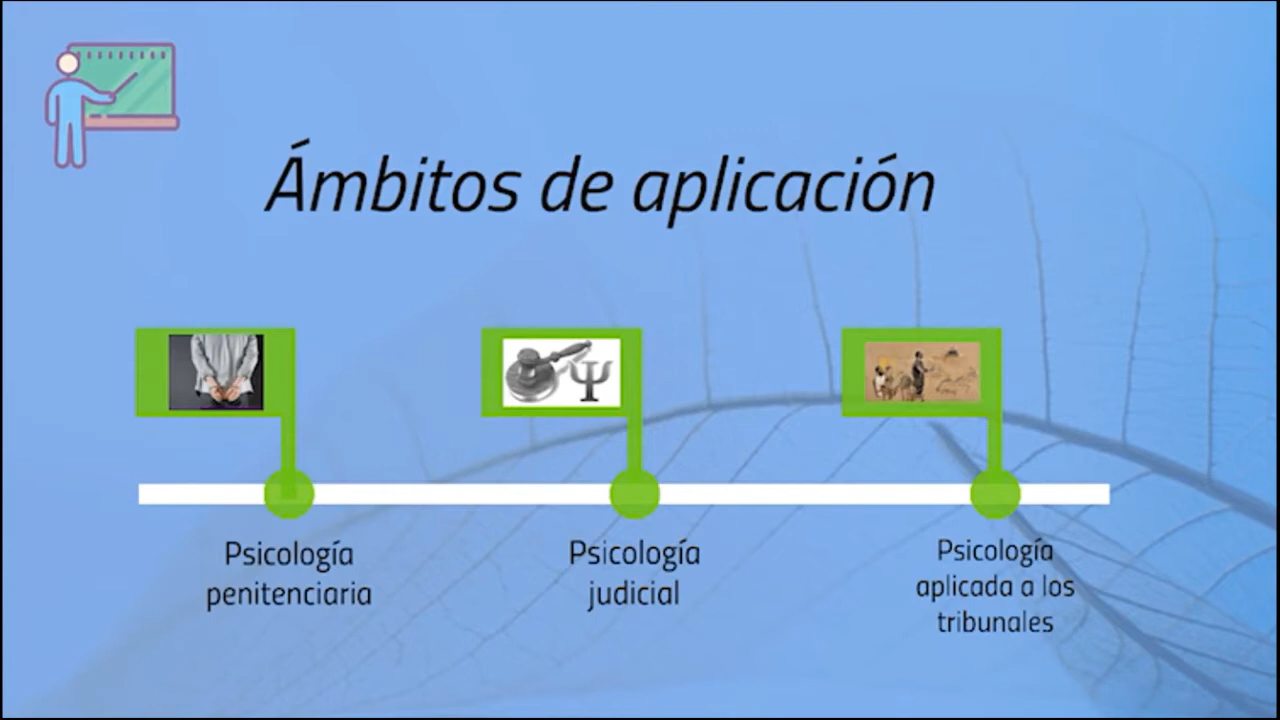 Ámbitos de aplicación
Ψ
Psicología
penitenciaria
Psicología
judicial
Psicología
aplicada a los
tribunales